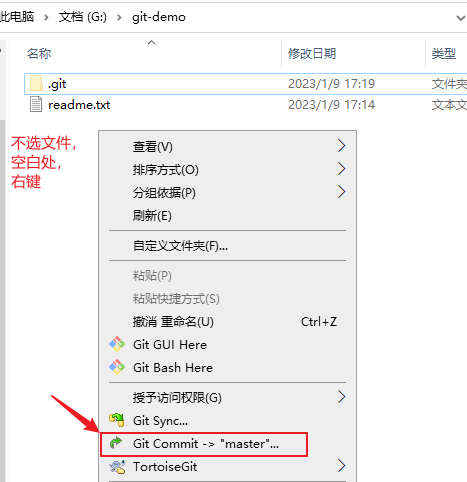 此电脑 > 文档 (G:) > git-demo
名称 修改日期 类型
.git 2023/1/9 17:19 文件夹
readme.txt 2023/1/9 17:14 文本文
不选文件，
空白处，
右键
查看(V)
排序方式(O)
分组依据(P)
刷新(E)
自定义文件夹(F)...
粘贴(P)
粘贴快捷方式(S)
撤消 重命名(U) Ctrl+Z
Git GUI Here
Git Bash Here
授予访问权限(G)
Git Sync...
Git Commit -> "master"...
TortoiseGit